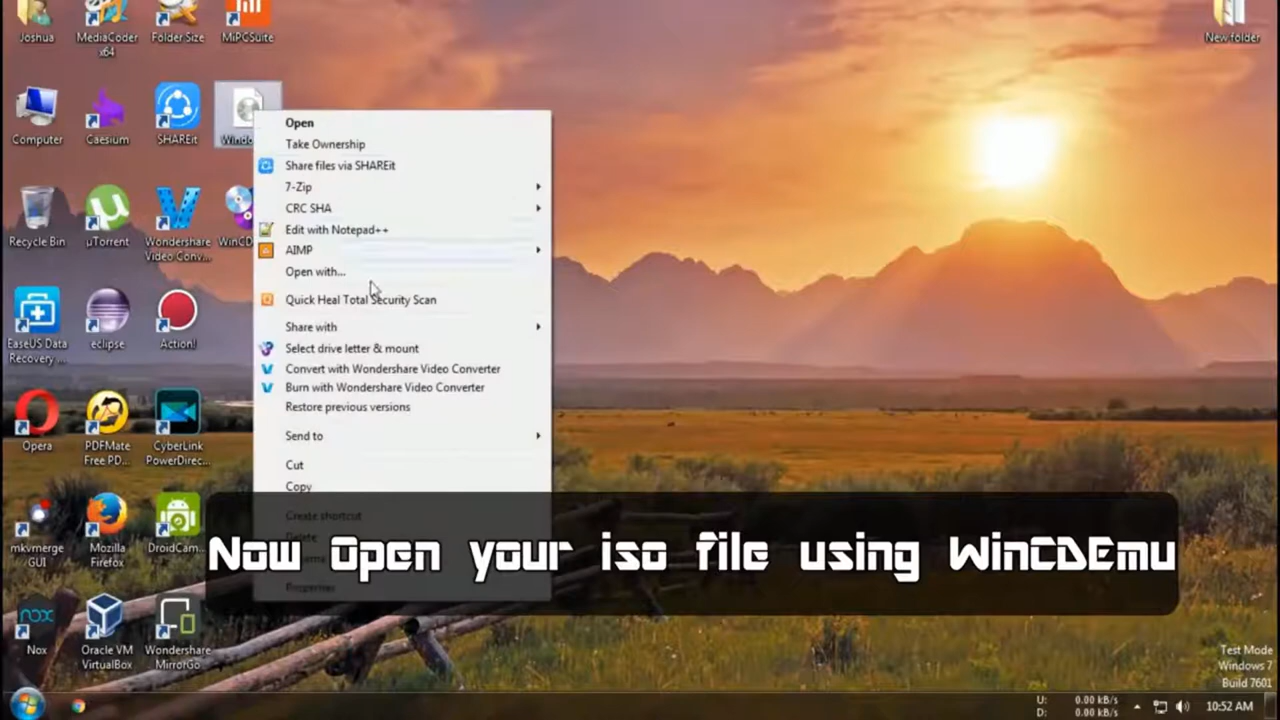 Joshua
MediaCoder
x64
Folder Size
MiPCSuite
New folder
Computer
Caesium
SHAREit
Windo
Recycle Bin
µTorrent
Wondershare
Video Conv...
WinCD
EaseUS Data
Recovery ...
eclipse
Action!
Opera
PDFMate
Free PD...
CyberLink
PowerDirec...
mkvmerge
GUI
Mozilla
Firefox
DroidCam...
Nox
Oracle VM
VirtualBox
Wondershare
MirrorGo
Open
Take Ownership
Share files via SHAREit
7-Zip
CRC SHA
Edit with Notepad++
AIMP
Open with...
Quick Heal Total Security Scan
Share with
Select drive letter & mount
Convert with Wondershare Video Converter
Burn with Wondershare Video Converter
Restore previous versions
Send to
Cut
Copy
Create shortcut
Properties
Now Open your iso file using WinCDEmu
Test Mode
Windows 7
Build 7601
U: 0.00 kB/s
D: 0.00 kB/s
10:52 AM